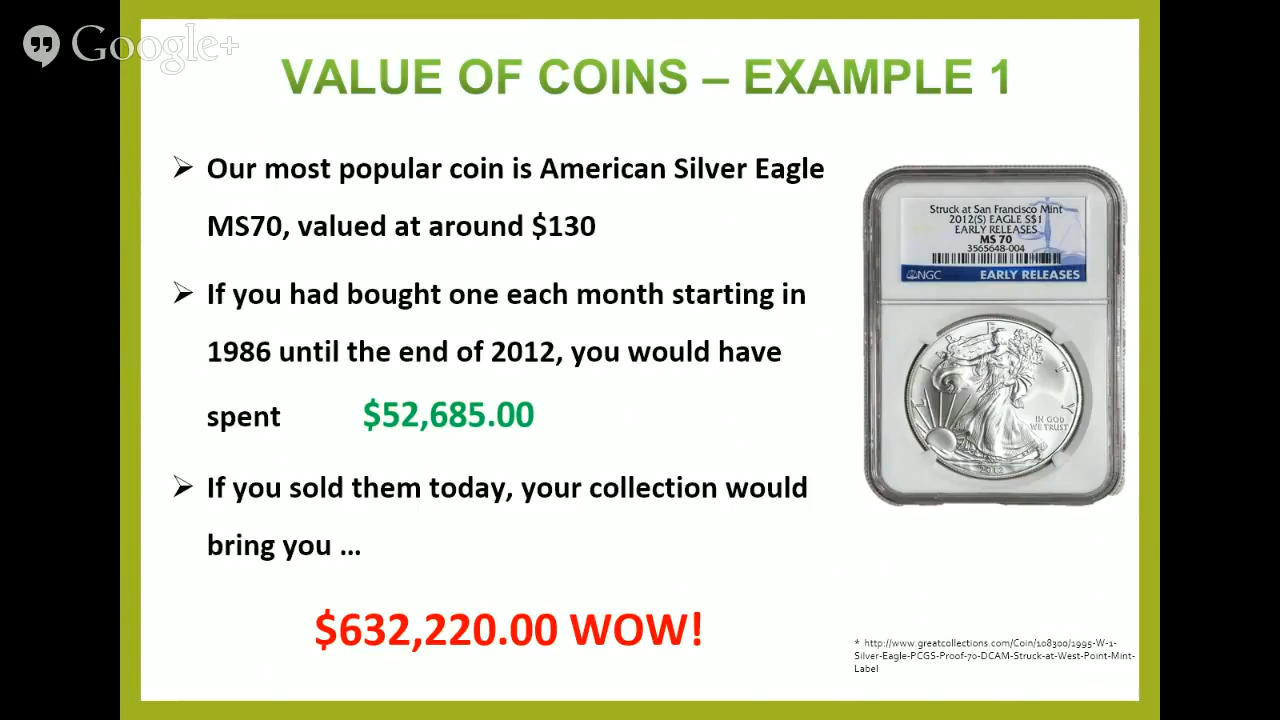 Google+
VALUE OF COINS – EXAMPLE 1
➢ Our most popular coin is American Silver Eagle
MS70, valued at around $130
➢ If you had bought one each month starting in
1986 until the end of 2012, you would have
spent $52,685.00
➢ If you sold them today, your collection would
bring you ...
$632,220.00 WOW!
Struck at San Francisco Mint
2012(S) EAGLE S$1
EARLY RELEASES
MS 70
3565648-004
NGC EARLY RELEASES
LIBERTY
IN GOD
WE TRUST
2012
* http://www.greatcollections.com/Coin/108300/1995-W-1-
Silver-Eagle-PCGS-Proof-70-DCAM-Struck-at-West-Point-Mint-
Label